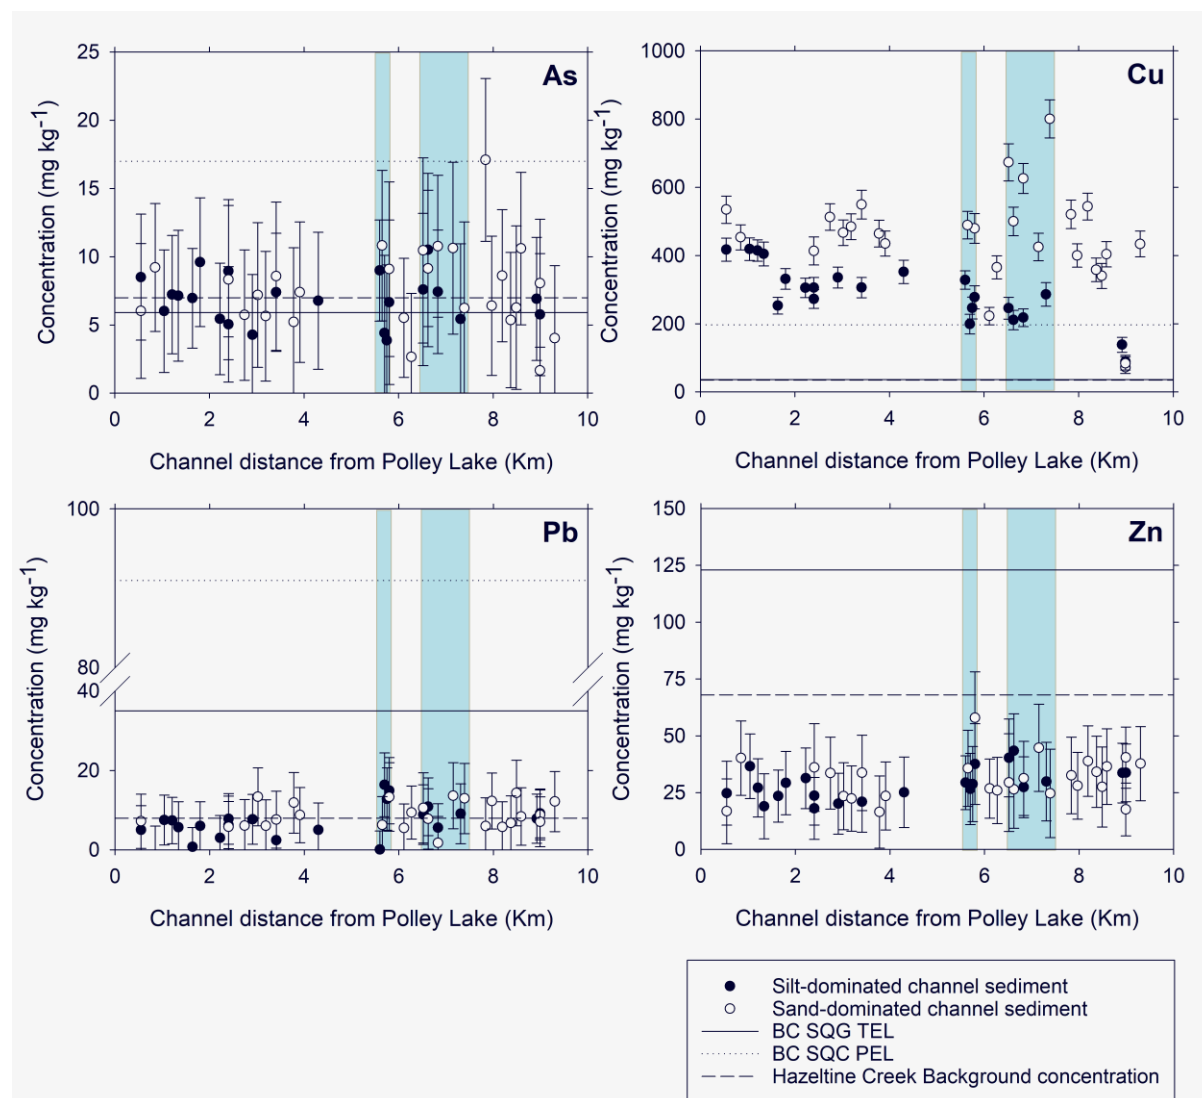 As
25
20
15
10
5
0
Concentration (mg kg-1)
0 2 4 6 8 10
Channel distance from Polley Lake (Km)
Cu
1000
800
600
400
200
0
Concentration (mg kg-1)
0 2 4 6 8 10
Channel distance from Polley Lake (Km)
Pb
100
80
40
20
0
Concentration (mg kg-1)
0 2 4 6 8 10
Channel distance from Polley Lake (Km)
Zn
150
125
100
75
50
25
0
Concentration (mg kg-1)
0 2 4 6 8 10
Channel distance from Polley Lake (Km)
Silt-dominated channel sediment
Sand-dominated channel sediment
BC SQG TEL
BC SQC PEL
Hazeltine Creek Background concentration